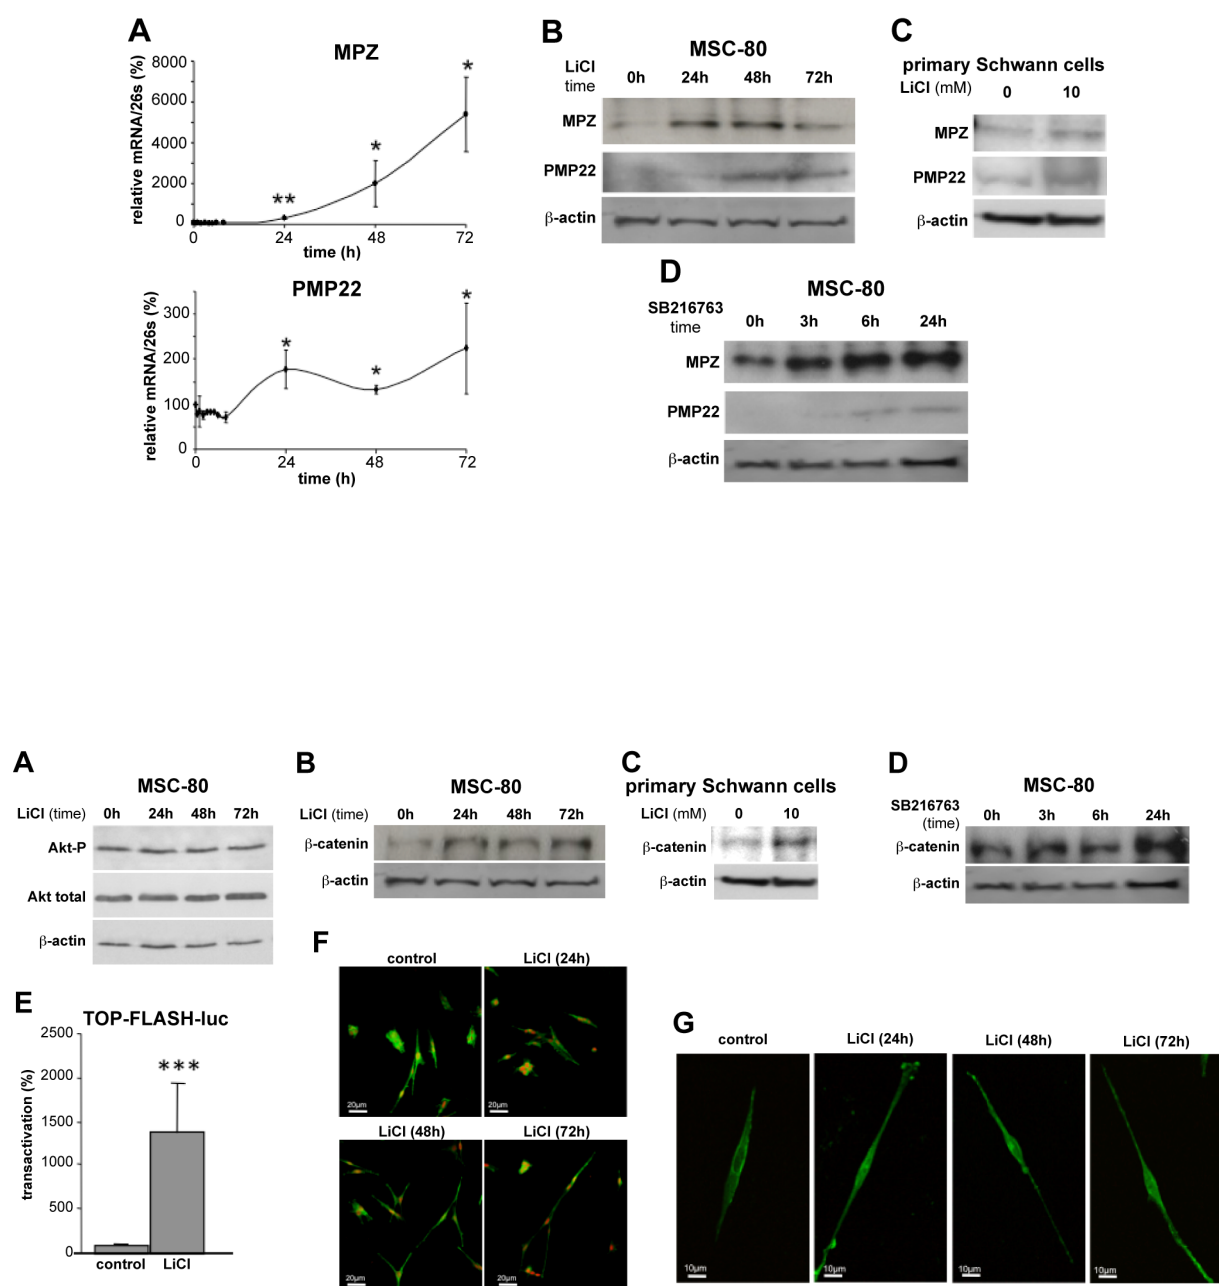 A
MPZ
relative mRNA/26s (%)
8000
6000
4000
2000
0
**
*
*
0 24 48 72
time (h)
PMP22
relative mRNA/26s (%)
300
200
100
0
*
*
*
0 24 48 72
time (h)
B
MSC-80
LiCl
time
0h 24h 48h 72h
MPZ
PMP22
β-actin
C
primary Schwann cells
LiCl (mM) 0 10
MPZ
PMP22
β-actin
D
MSC-80
SB216763
time
0h 3h 6h 24h
MPZ
PMP22
β-actin
A
MSC-80
LiCl (time) 0h 24h 48h 72h
Akt-P
Akt total
β-actin
B
MSC-80
LiCl (time) 0h 24h 48h 72h
β-catenin
β-actin
C
primary Schwann cells
LiCl (mM) 0 10
β-catenin
β-actin
D
MSC-80
SB216763
(time)
0h 3h 6h 24h
β-catenin
β-actin
E
TOP-FLASH-luc
transactivation (%)
2500
2000
1500
1000
500
0
***
control LiCl
F
control LiCl (24h)
20µm 20µm
LiCl (48h) LiCl (72h)
20µm 20µm
G
control LiCl (24h) LiCl (48h) LiCl (72h)
10µm 10µm 10µm 10µm